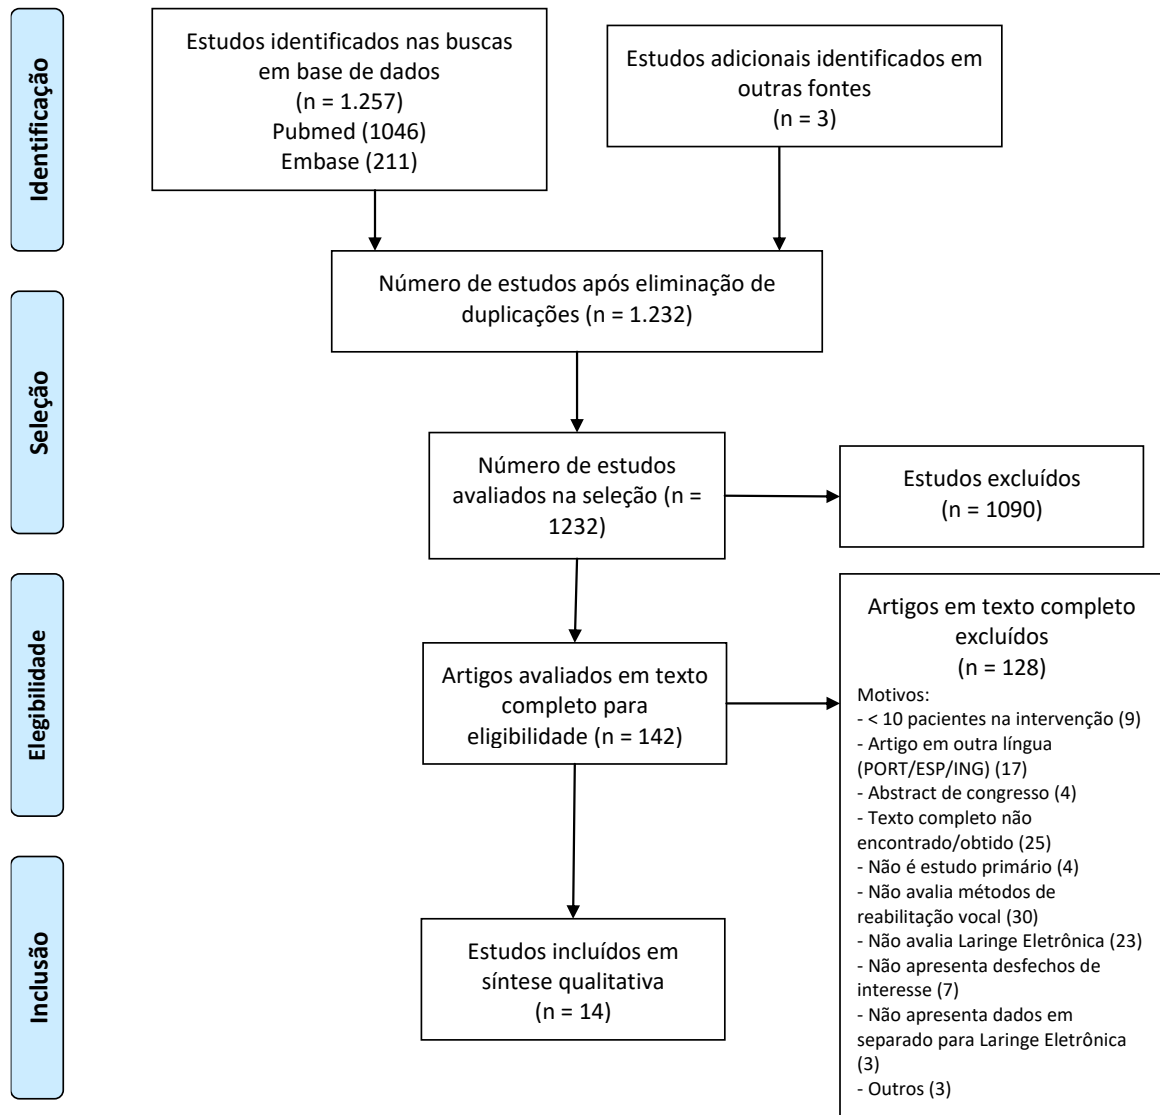 Identificação
Estudos identificados nas buscas
em base de dados
(n = 1.257)
Pubmed (1046)
Embase (211)
Estudos adicionais identificados em
outras fontes
(n = 3)
Número de estudos após eliminação de
duplicações (n = 1.232)
Seleção
Número de estudos
avaliados na seleção (n =
1232)
Estudos excluídos
(n = 1090)
Elegibilidade
Artigos avaliados em texto
completo para
eligibilidade (n = 142)
Artigos em texto completo
excluídos
(n = 128)
Motivos:
- < 10 pacientes na intervenção (9)
- Artigo em outra língua
(PORT/ESP/ING) (17)
- Abstract de congresso (4)
- Texto completo não
encontrado/obtido (25)
- Não é estudo primário (4)
- Não avalia métodos de
reabilitação vocal (30)
- Não avalia Laringe Eletrônica (23)
- Não apresenta desfechos de
interesse (7)
- Não apresenta dados em
separado para Laringe Eletrônica
(3)
- Outros (3)
Inclusão
Estudos incluídos em
síntese qualitativa
(n = 14)